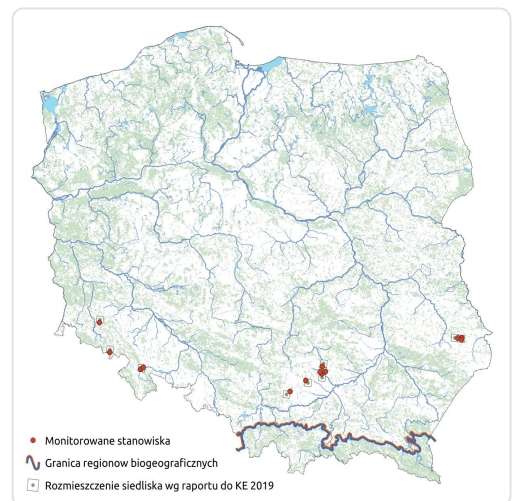 Monitorowane stanowiska
Granica regionow biogeograficznych
Rozmieszczenie siedliska wg raportu do KE 2019